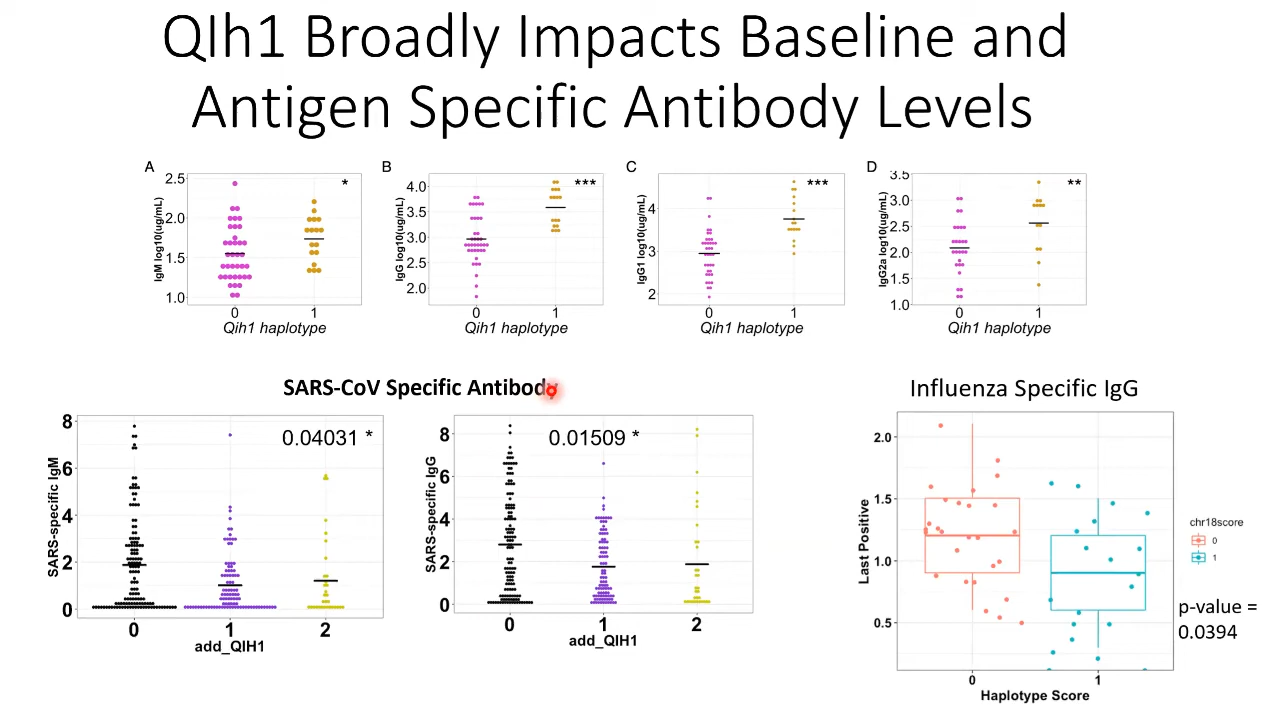 QIh1 Broadly Impacts Baseline and
Antigen Specific Antibody Levels
A
IgM log10(ug/mL)
2.5
2.0
1.5
1.0
*
0 1
Qih1 haplotype
B
IgG log10(ug/mL)
4.0
3.5
3.0
2.5
2.0
***
0 1
Qih1 haplotype
C
IgG1 log10(ug/mL)
4
3
2
***
0 1
Qih1 haplotype
D
IgG2a log10(ug/mL)
3.5
3.0
2.5
2.0
1.5
1.0
**
0 1
Qih1 haplotype
SARS-CoV Specific Antibody
SARS-specific IgM
8
6
4
2
0
0.04031 *
0 1 2
add_QIH1
SARS-specific IgG
8
6
4
2
0
0.01509 *
0 1 2
add_QIH1
Influenza Specific IgG
Last Positive
2.0
1.5
1.0
0.5
0 1
Haplotype Score
chr18score
0
1
p-value =
0.0394